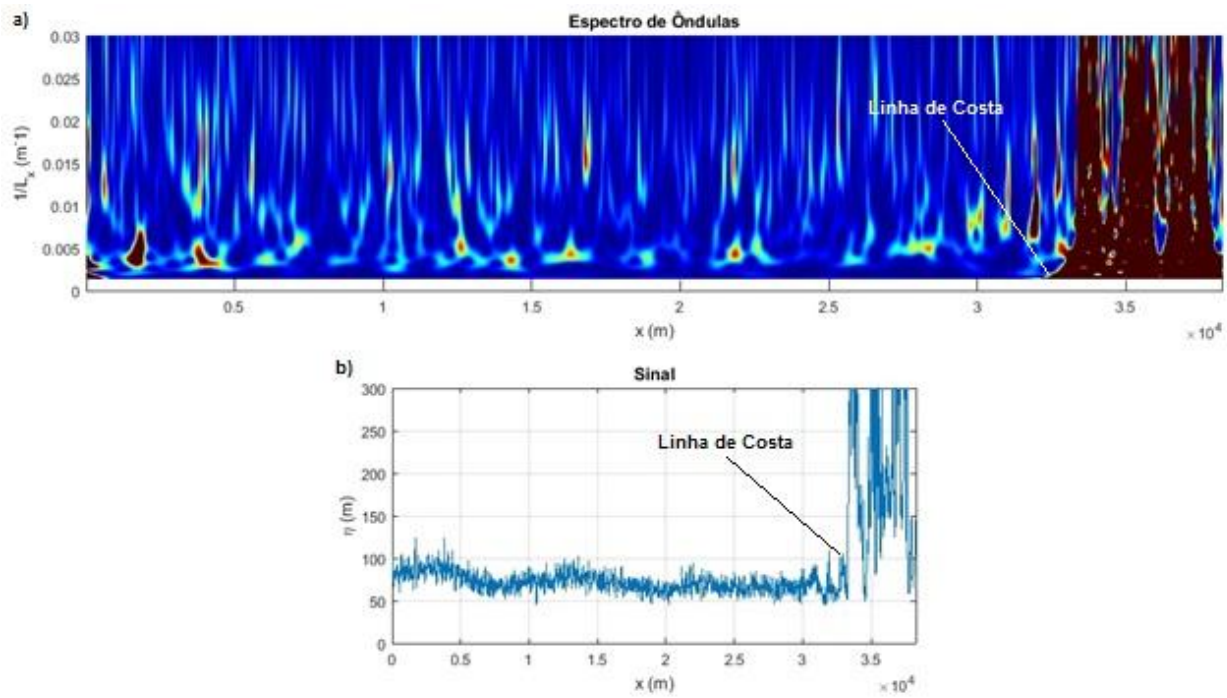 a)
Espectro de Ôndulas
0.03
0.025
0.02
0.015
0.01
0.005
0
1/Lx (m-1)
Linha de Costa
0.5 1 1.5 2 2.5 3 3.5
x (m)
×10^4
b)
Sinal
300
250
200
150
100
50
0
η (m)
Linha de Costa
0 0.5 1 1.5 2 2.5 3 3.5
x (m)
×10^4